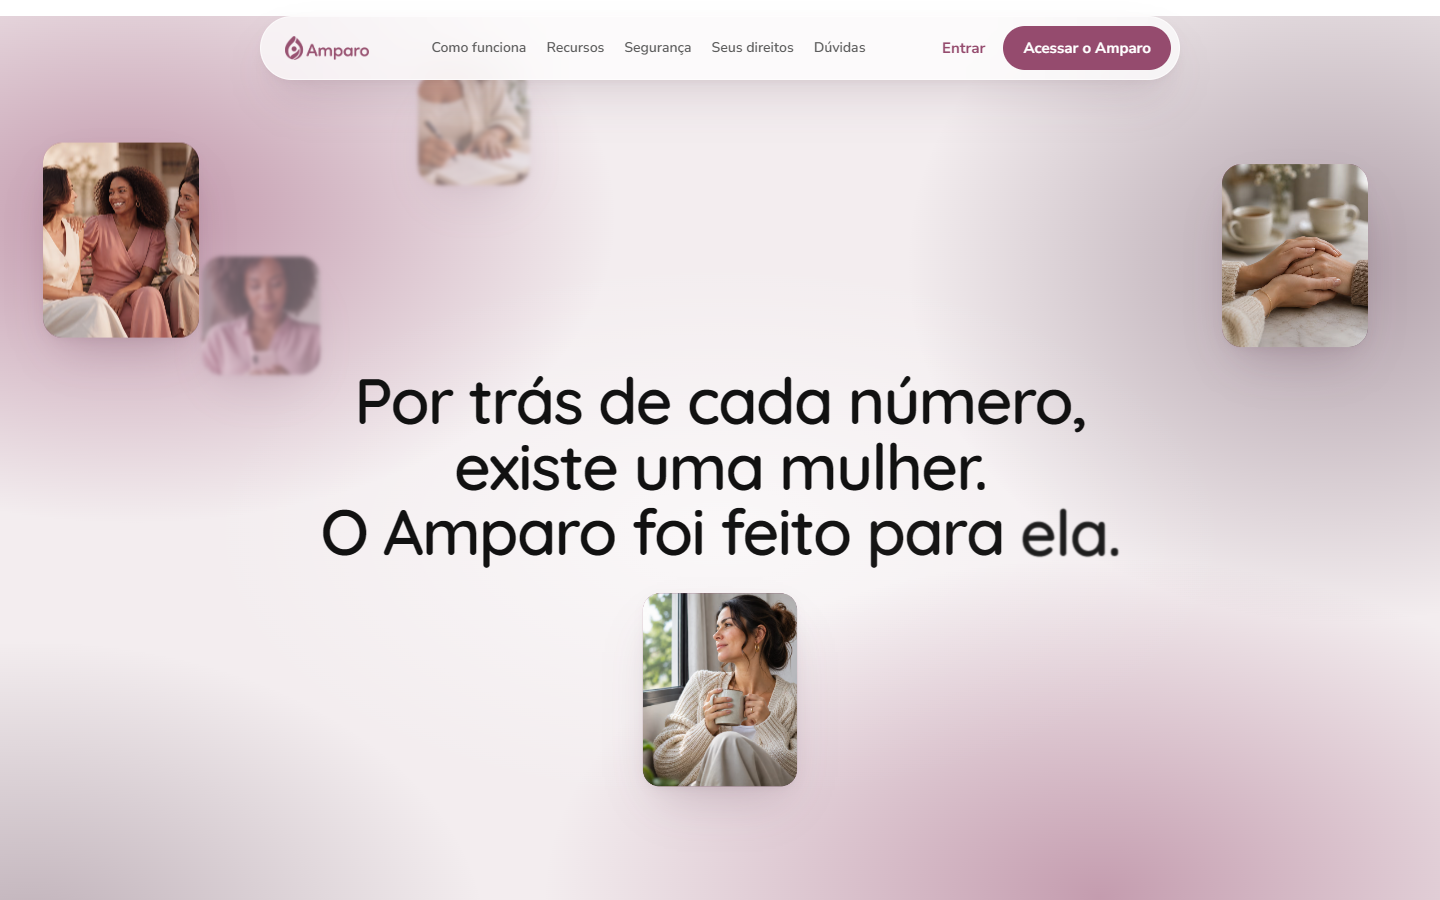 Amparo
Como funciona
Recursos
Segurança
Seus direitos
Dúvidas
Entrar
Acessar o Amparo
Por trás de cada número,
existe uma mulher.
O Amparo foi feito para ela.